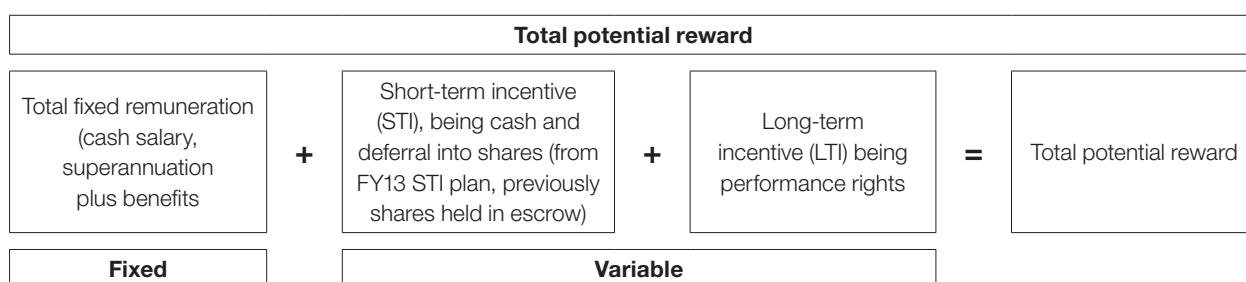 Total potential reward
Total fixed remuneration
(cash salary,
superannuation
plus benefits
+
Short-term incentive
(STI), being cash and
deferral into shares (from
FY13 STI plan, previously
shares held in escrow)
+
Long-term
incentive (LTI) being
performance rights
=
Total potential reward
Fixed
Variable